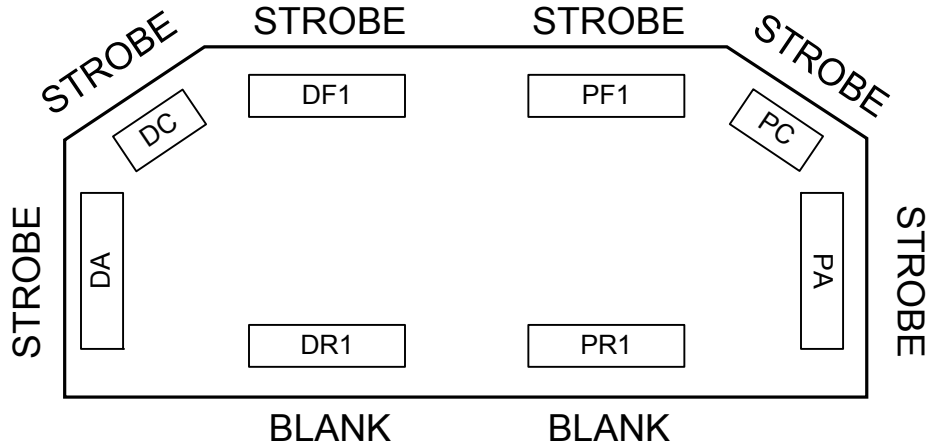 STROBE STROBE
STROBE STROBE
DF1 PF1
DC PC
STROBE DA PA STROBE
DR1 PR1
BLANK BLANK